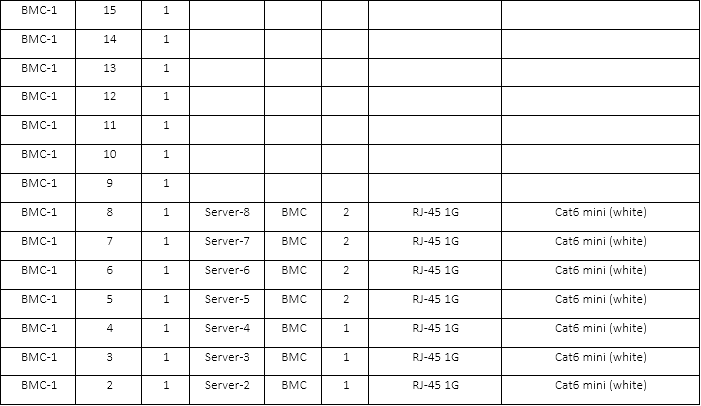 BMC-1 15 1
BMC-1 14 1
BMC-1 13 1
BMC-1 12 1
BMC-1 11 1
BMC-1 10 1
BMC-1 9 1
BMC-1 8 1 Server-8 BMC 2 RJ-45 1G Cat6 mini (white)
BMC-1 7 1 Server-7 BMC 2 RJ-45 1G Cat6 mini (white)
BMC-1 6 1 Server-6 BMC 2 RJ-45 1G Cat6 mini (white)
BMC-1 5 1 Server-5 BMC 2 RJ-45 1G Cat6 mini (white)
BMC-1 4 1 Server-4 BMC 1 RJ-45 1G Cat6 mini (white)
BMC-1 3 1 Server-3 BMC 1 RJ-45 1G Cat6 mini (white)
BMC-1 2 1 Server-2 BMC 1 RJ-45 1G Cat6 mini (white)